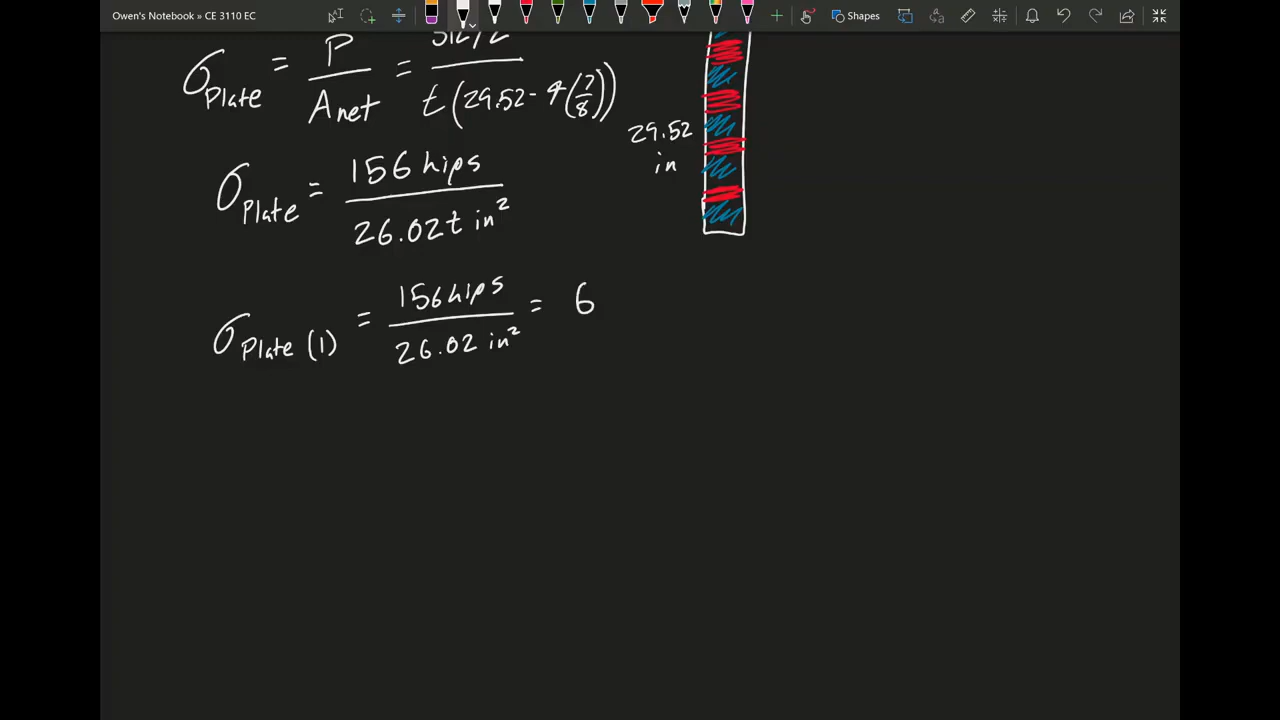 Owen's Notebook » CE 3110 EC
Shapes
σPlate = P / Anet = 312/2 / t(29.52 - 4(7/8))
29.52 in
σPlate = 156 kips / 26.02t in²
σPlate (1) = 156 kips / 26.02 in² = 6